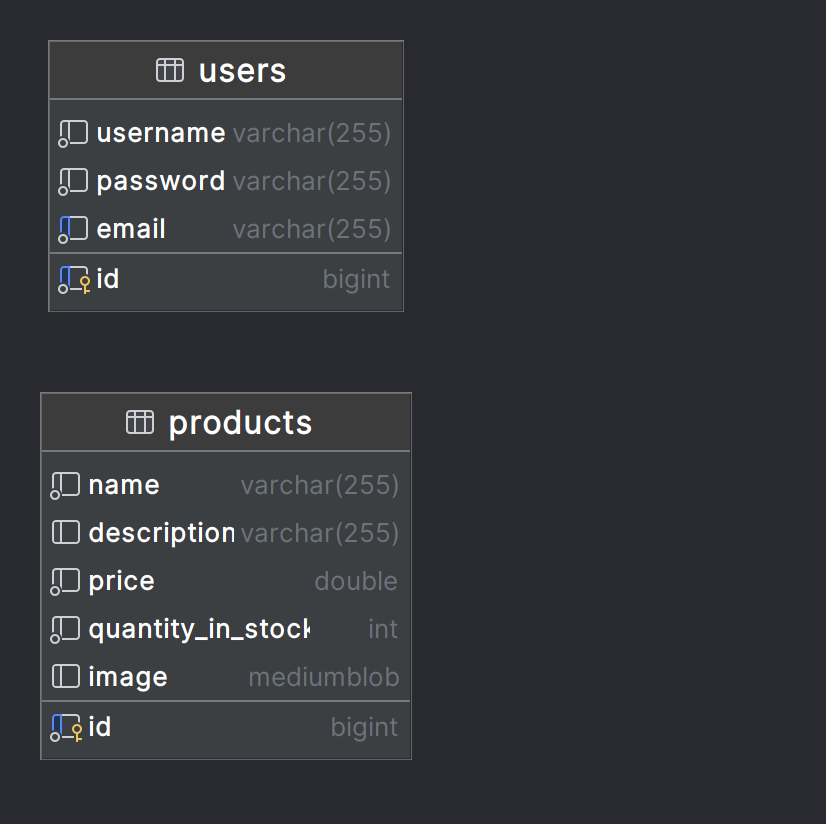 users
username varchar(255)
password varchar(255)
email varchar(255)
id bigint
products
name varchar(255)
description varchar(255)
price double
quantity_in_stock int
image mediumblob
id bigint